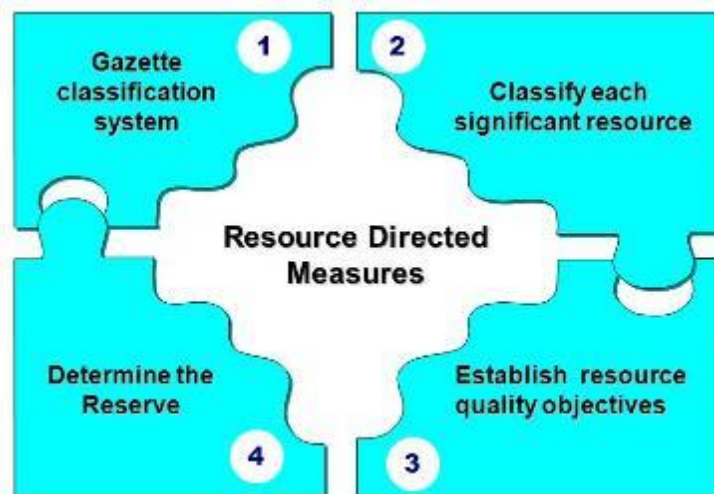 1
Gazette
classification
system
2
Classify each
significant resource
Resource Directed
Measures
Establish resource
quality objectives
3
Determine the
Reserve
4